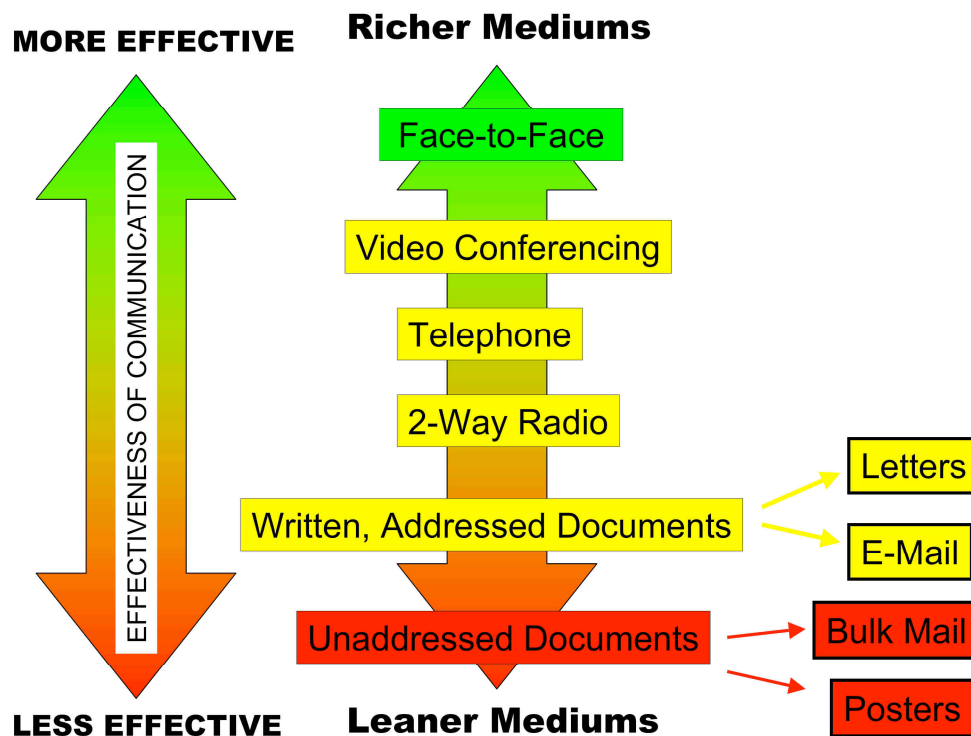 MORE EFFECTIVE
Richer Mediums
EFFECTIVENESS OF COMMUNICATION
Face-to-Face
Video Conferencing
Telephone
2-Way Radio
Written, Addressed Documents
Letters
E-Mail
Unaddressed Documents
Bulk Mail
Posters
LESS EFFECTIVE
Leaner Mediums